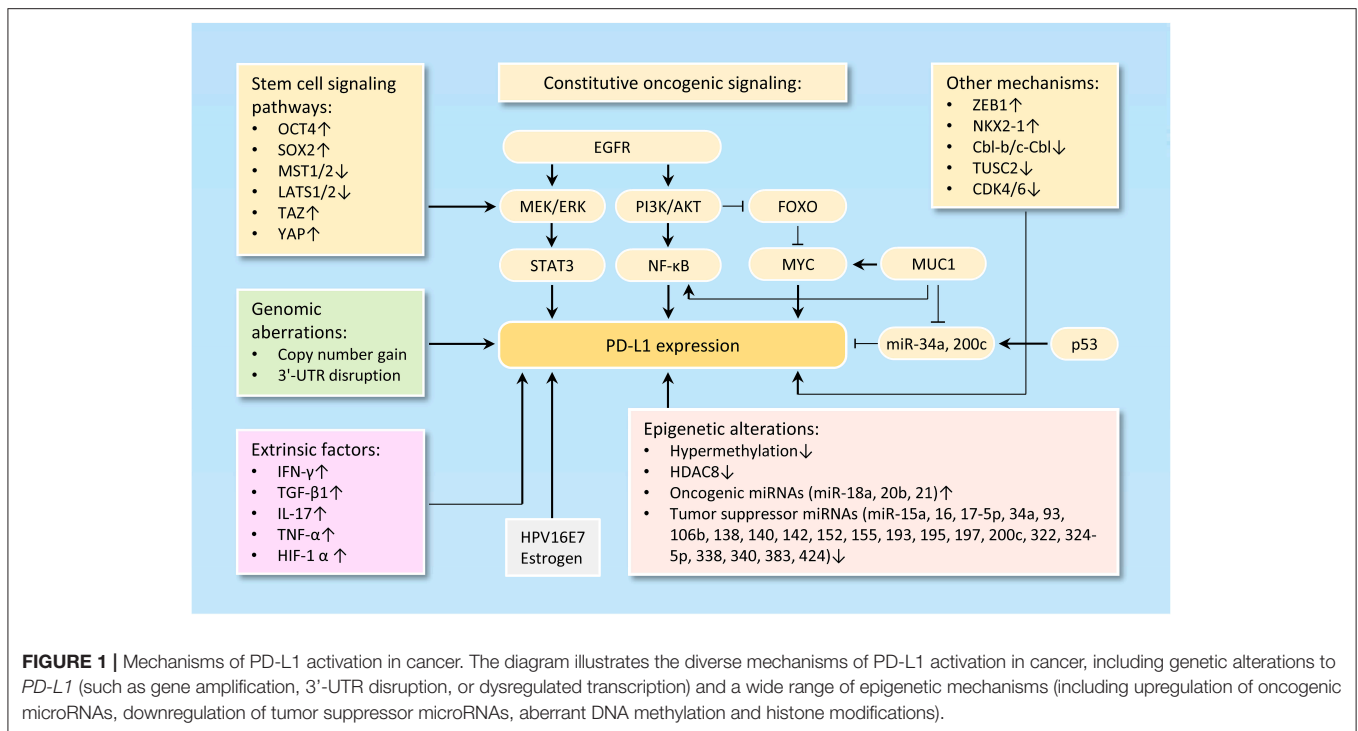 Stem cell signaling
pathways:
• OCT4↑
• SOX2↑
• MST1/2↓
• LATS1/2↓
• TAZ↑
• YAP↑
Constitutive oncogenic signaling:
Other mechanisms:
• ZEB1↑
• NKX2-1↑
• Cbl-b/c-Cbl↓
• TUSC2↓
• CDK4/6↓
EGFR
MEK/ERK
PI3K/AKT
FOXO
STAT3
NF-κB
MYC
MUC1
Genomic
aberrations:
• Copy number gain
• 3'-UTR disruption
PD-L1 expression
miR-34a, 200c
p53
Extrinsic factors:
• IFN-γ↑
• TGF-β1↑
• IL-17↑
• TNF-α↑
• HIF-1 α ↑
HPV16E7
Estrogen
Epigenetic alterations:
• Hypermethylation↓
• HDAC8↓
• Oncogenic miRNAs (miR-18a, 20b, 21)↑
• Tumor suppressor miRNAs (miR-15a, 16, 17-5p, 34a, 93,
106b, 138, 140, 142, 152, 155, 193, 195, 197, 200c, 322, 324-
5p, 338, 340, 383, 424)↓
FIGURE 1 | Mechanisms of PD-L1 activation in cancer. The diagram illustrates the diverse mechanisms of PD-L1 activation in cancer, including genetic alterations to
PD-L1 (such as gene amplification, 3'-UTR disruption, or dysregulated transcription) and a wide range of epigenetic mechanisms (including upregulation of oncogenic
microRNAs, downregulation of tumor suppressor microRNAs, aberrant DNA methylation and histone modifications).